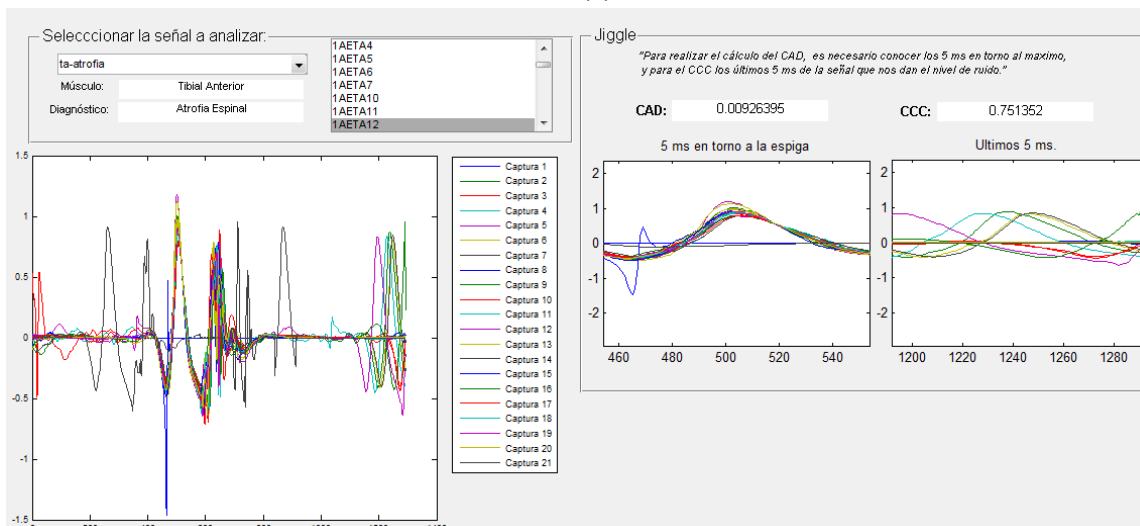 Selecccionar la señal a analizar:
ta-atrofia
Músculo:
Tibial Anterior
Diagnóstico:
Atrofia Espinal
1AETA4
1AETA5
1AETA6
1AETA7
1AETA10
1AETA11
1AETA12
Jiggle
"Para realizar el cálculo del CAD, es necesario conocer los 5 ms en torno al maximo,
y para el CCC los últimos 5 ms de la señal que nos dan el nivel de ruido."
CAD: 0.00926395
CCC: 0.751352
1.5
1
0.5
0
-0.5
-1
-1.5
Captura 1
Captura 2
Captura 3
Captura 4
Captura 5
Captura 6
Captura 7
Captura 8
Captura 9
Captura 10
Captura 11
Captura 12
Captura 13
Captura 14
Captura 15
Captura 16
Captura 17
Captura 18
Captura 19
Captura 20
Captura 21
5 ms en torno a la espiga
2
1
0
-1
-2
460 480 500 520 540
Ultimos 5 ms.
2
1
0
-1
-2
1200 1220 1240 1260 1280